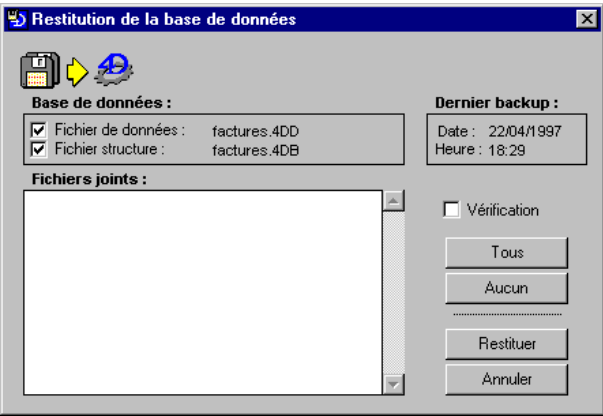 Restitution de la base de données
Base de données :
Fichier de données : factures.4DD
Fichier structure : factures.4DB
Dernier backup :
Date : 22/04/1997
Heure : 18:29
Fichiers joints :
Vérification
Tous
Aucun
Restituer
Annuler